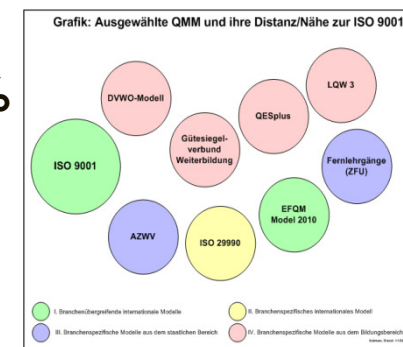 Grafik: Ausgewählte QMM und ihre Distanz/Nähe zur ISO 9001
DVWO-Modell
LQW 3
QESplus
Gütesiegel-
verbund
Weiterbildung
ISO 9001
Fernlehrgänge
(ZFU)
EFQM
Model 2010
AZWV
ISO 29990
I. Branchenübergreifende internationale Modelle
II. Branchenspezifisches internationales Modell
III. Branchenspezifische Modelle aus dem staatlichen Bereich
IV. Branchenspezifische Modelle aus dem Bildungsbereich